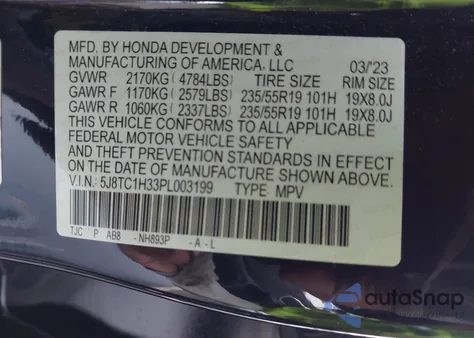 MFD. BY HONDA DEVELOPMENT &
MANUFACTURING OF AMERICA, LLC 03/'23
GVWR 2170KG (4784LBS) TIRE SIZE RIM SIZE
GAWR F 1170KG (2579LBS) 235/55R19 101H 19X8.0J
GAWR R 1060KG (2337LBS) 235/55R19 101H 19X8.0J
THIS VEHICLE CONFORMS TO ALL APPLICABLE
FEDERAL MOTOR VEHICLE SAFETY
AND THEFT PREVENTION STANDARDS IN EFFECT
ON THE DATE OF MANUFACTURE SHOWN ABOVE.
V.I.N.: 5J8TC1H33PL003199 TYPE: MPV
TJC P AB8 - NH893P - A - L
autaSnap